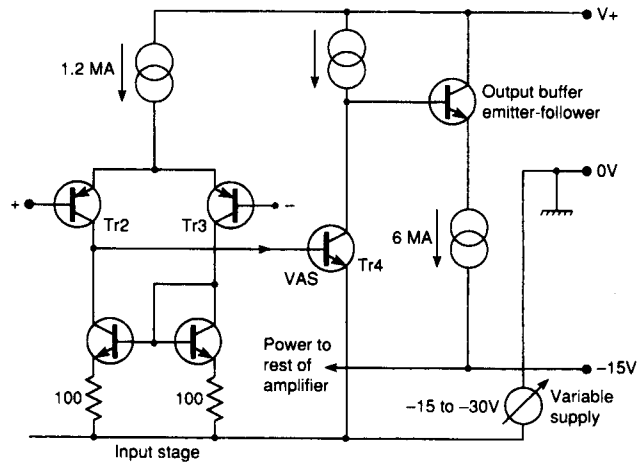 V+
1.2 MA
Output buffer
emitter-follower
0V
+
Tr2
Tr3
–
6 MA
VAS
Tr4
Power to
rest of
amplifier
–15V
100
100
–15 to –30V
Variable
supply
Input stage